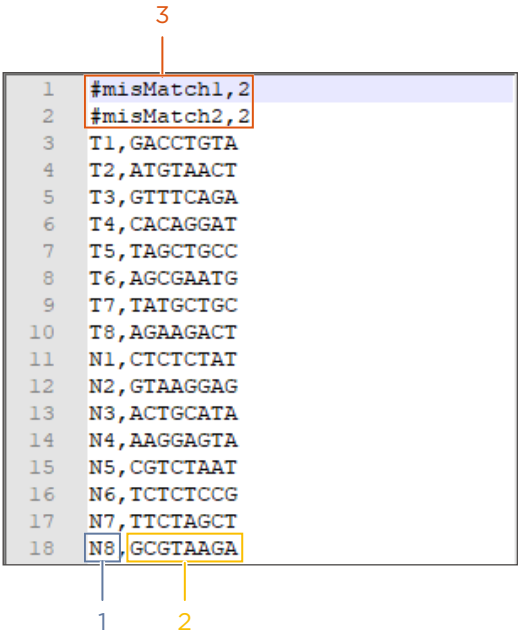 3
1 #misMatch1,2
2 #misMatch2,2
3 T1,GACCTGTA
4 T2,ATGTAACT
5 T3,GTTTCAGA
6 T4,CACAGGAT
7 T5,TAGCTGCC
8 T6,AGCGAATG
9 T7,TATGCTGC
10 T8,AGAAGACT
11 N1,CTCTCTAT
12 N2,GTAAGGAG
13 N3,ACTGCATA
14 N4,AAGGAGTA
15 N5,CGTCTAAT
16 N6,TCTCTCCG
17 N7,TTCTAGCT
18 N8,GCGTAAGA
1 2